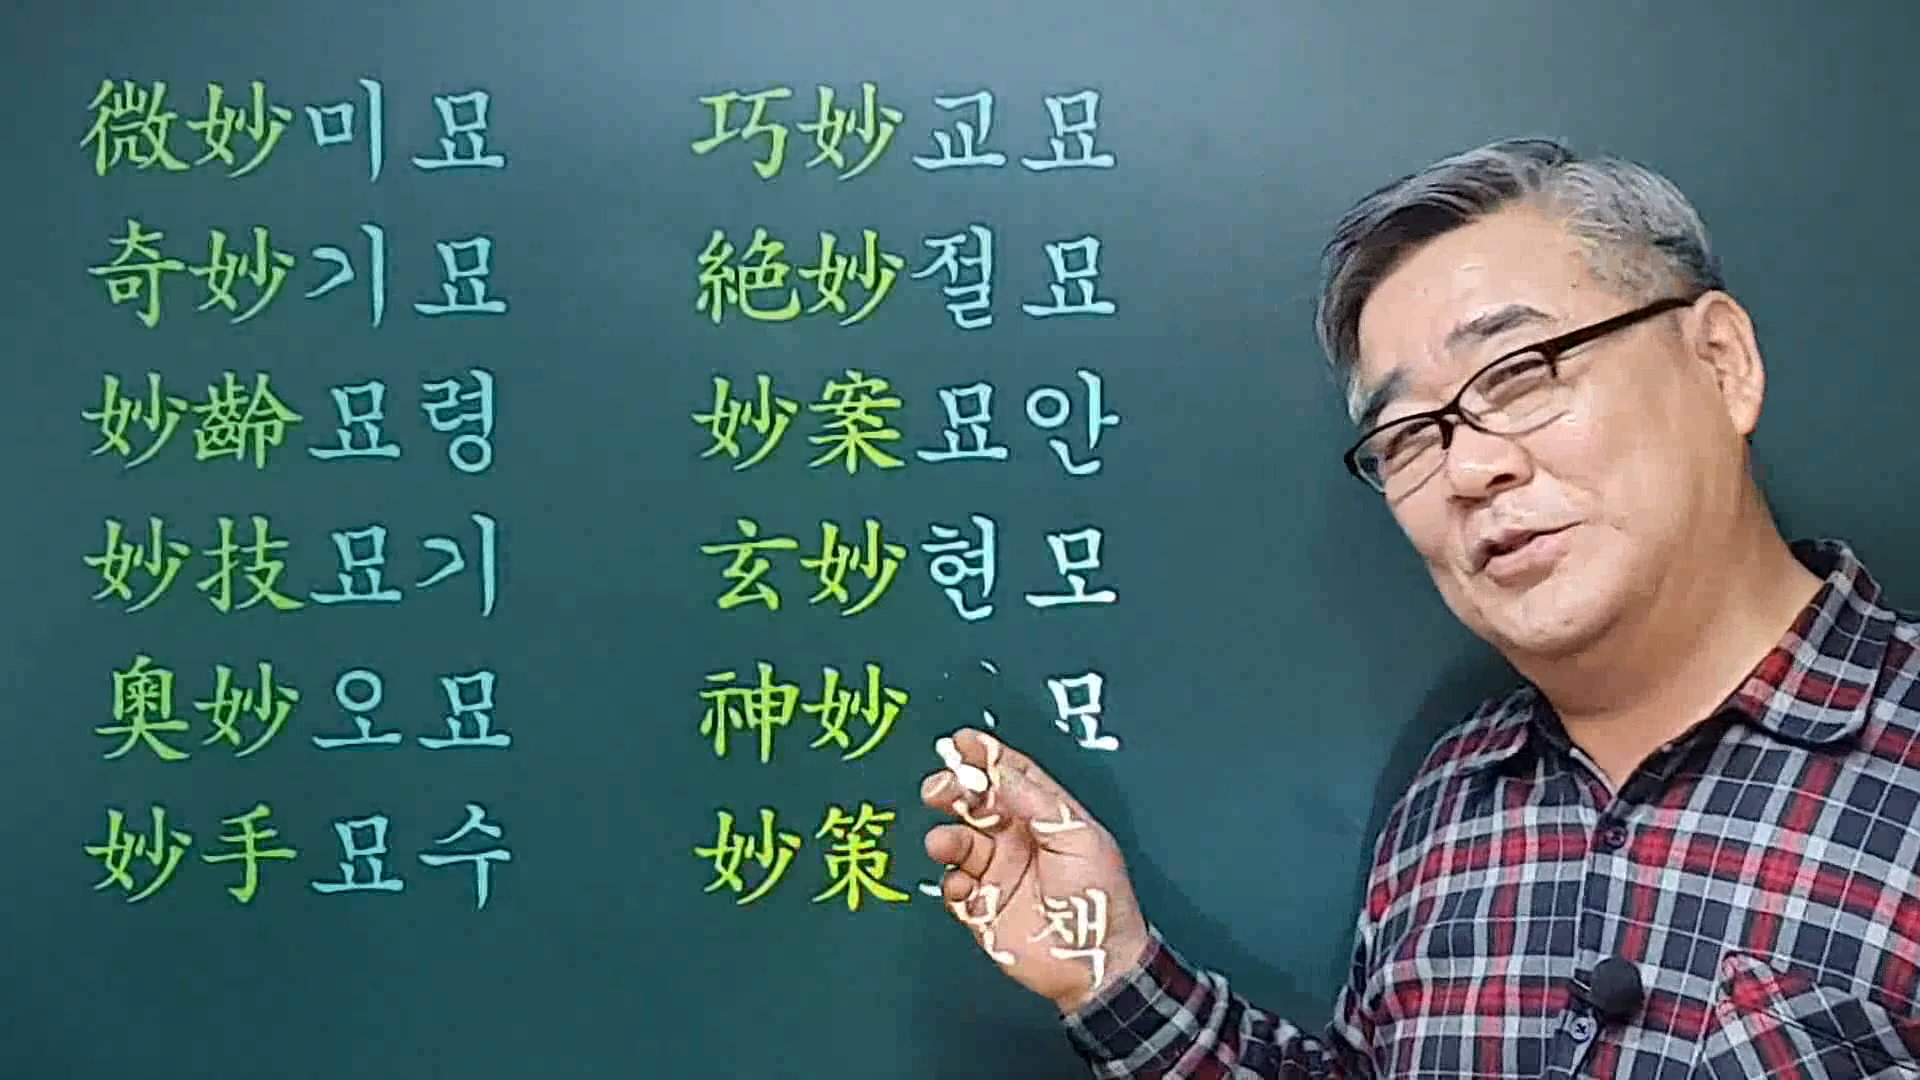 微妙미묘 巧妙교묘
奇妙기묘 絶妙절묘
妙齡묘령 妙案묘안
妙技묘기 玄妙현모
奧妙오묘 神妙 묘
妙手묘수 妙策 책